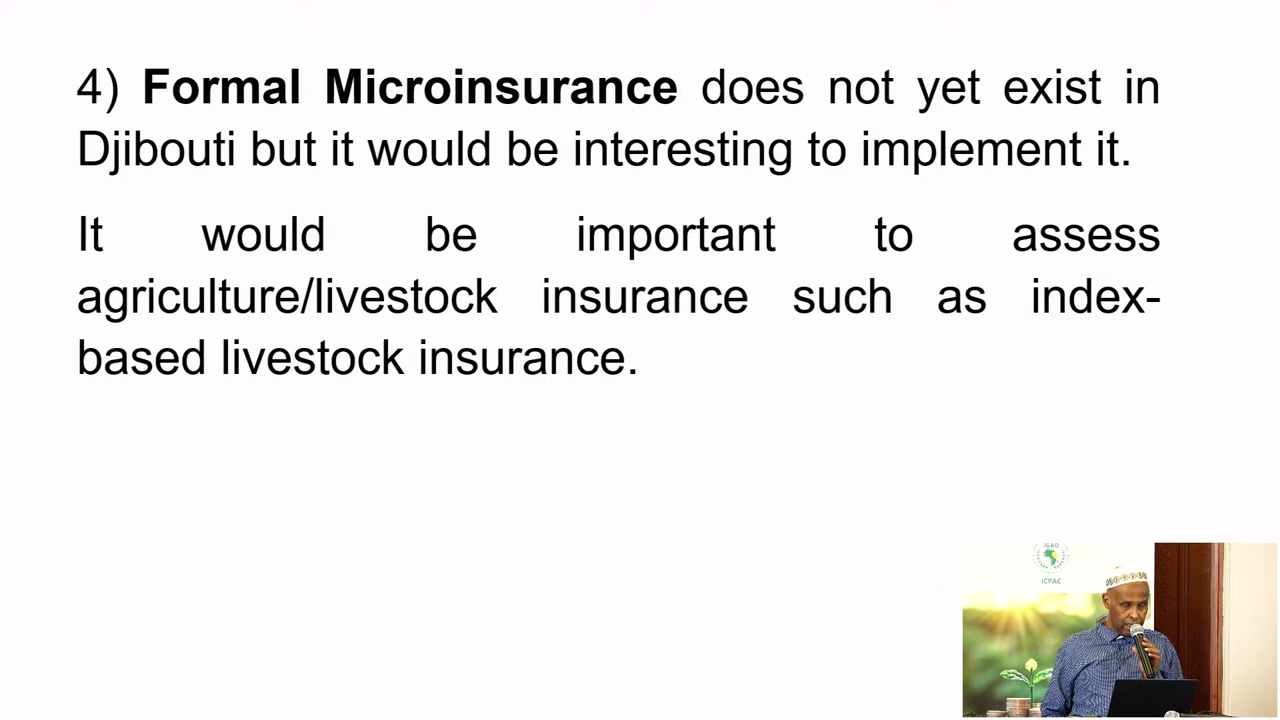 4) Formal Microinsurance does not yet exist in
Djibouti but it would be interesting to implement it.
It would be important to assess
agriculture/livestock insurance such as index-
based livestock insurance.
IGAD
ICPAC